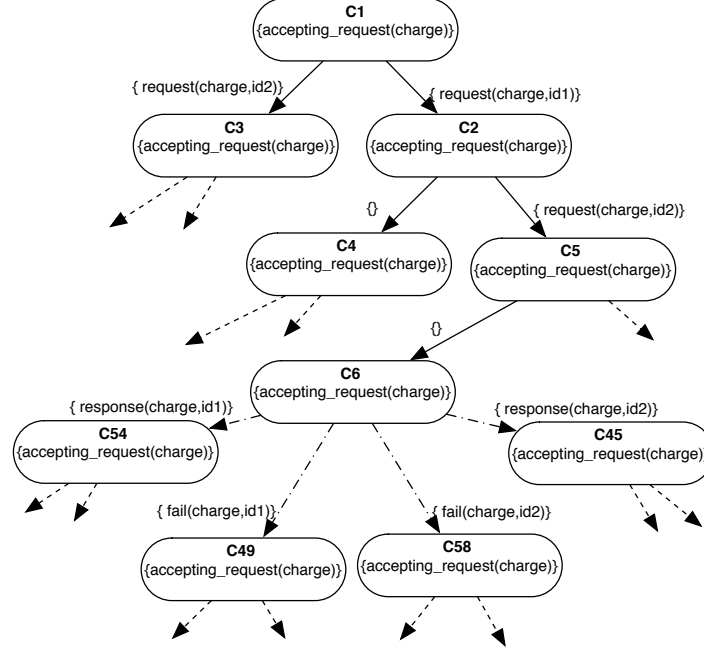 C1
{accepting_request(charge)}
{ request(charge,id2)}
{ request(charge,id1)}
C3
{accepting_request(charge)}
C2
{accepting_request(charge)}
{}
{ request(charge,id2)}
C4
{accepting_request(charge)}
C5
{accepting_request(charge)}
{}
C6
{accepting_request(charge)}
{ response(charge,id1)}
{ response(charge,id2)}
C54
{accepting_request(charge)}
C45
{accepting_request(charge)}
{ fail(charge,id1)}
{ fail(charge,id2)}
C49
{accepting_request(charge)}
C58
{accepting_request(charge)}